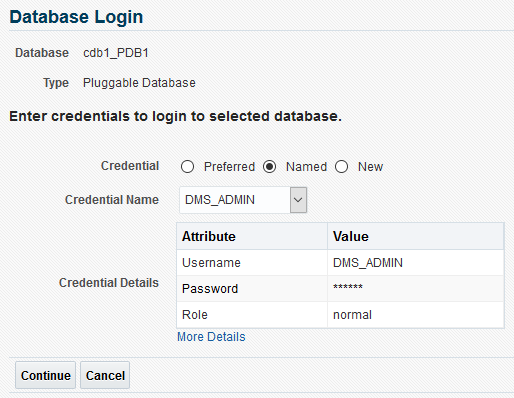 Database Login
Database cdb1_PDB1
Type Pluggable Database
Enter credentials to login to selected database.
Credential Preferred Named New
Credential Name DMS_ADMIN
Attribute Value
Username DMS_ADMIN
Credential Details
Password ******
Role normal
More Details
Continue Cancel